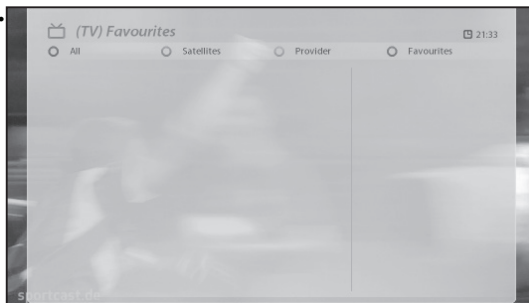 (TV) Favourites
21:33
All Satellites Provider Favourites
sportcast.de